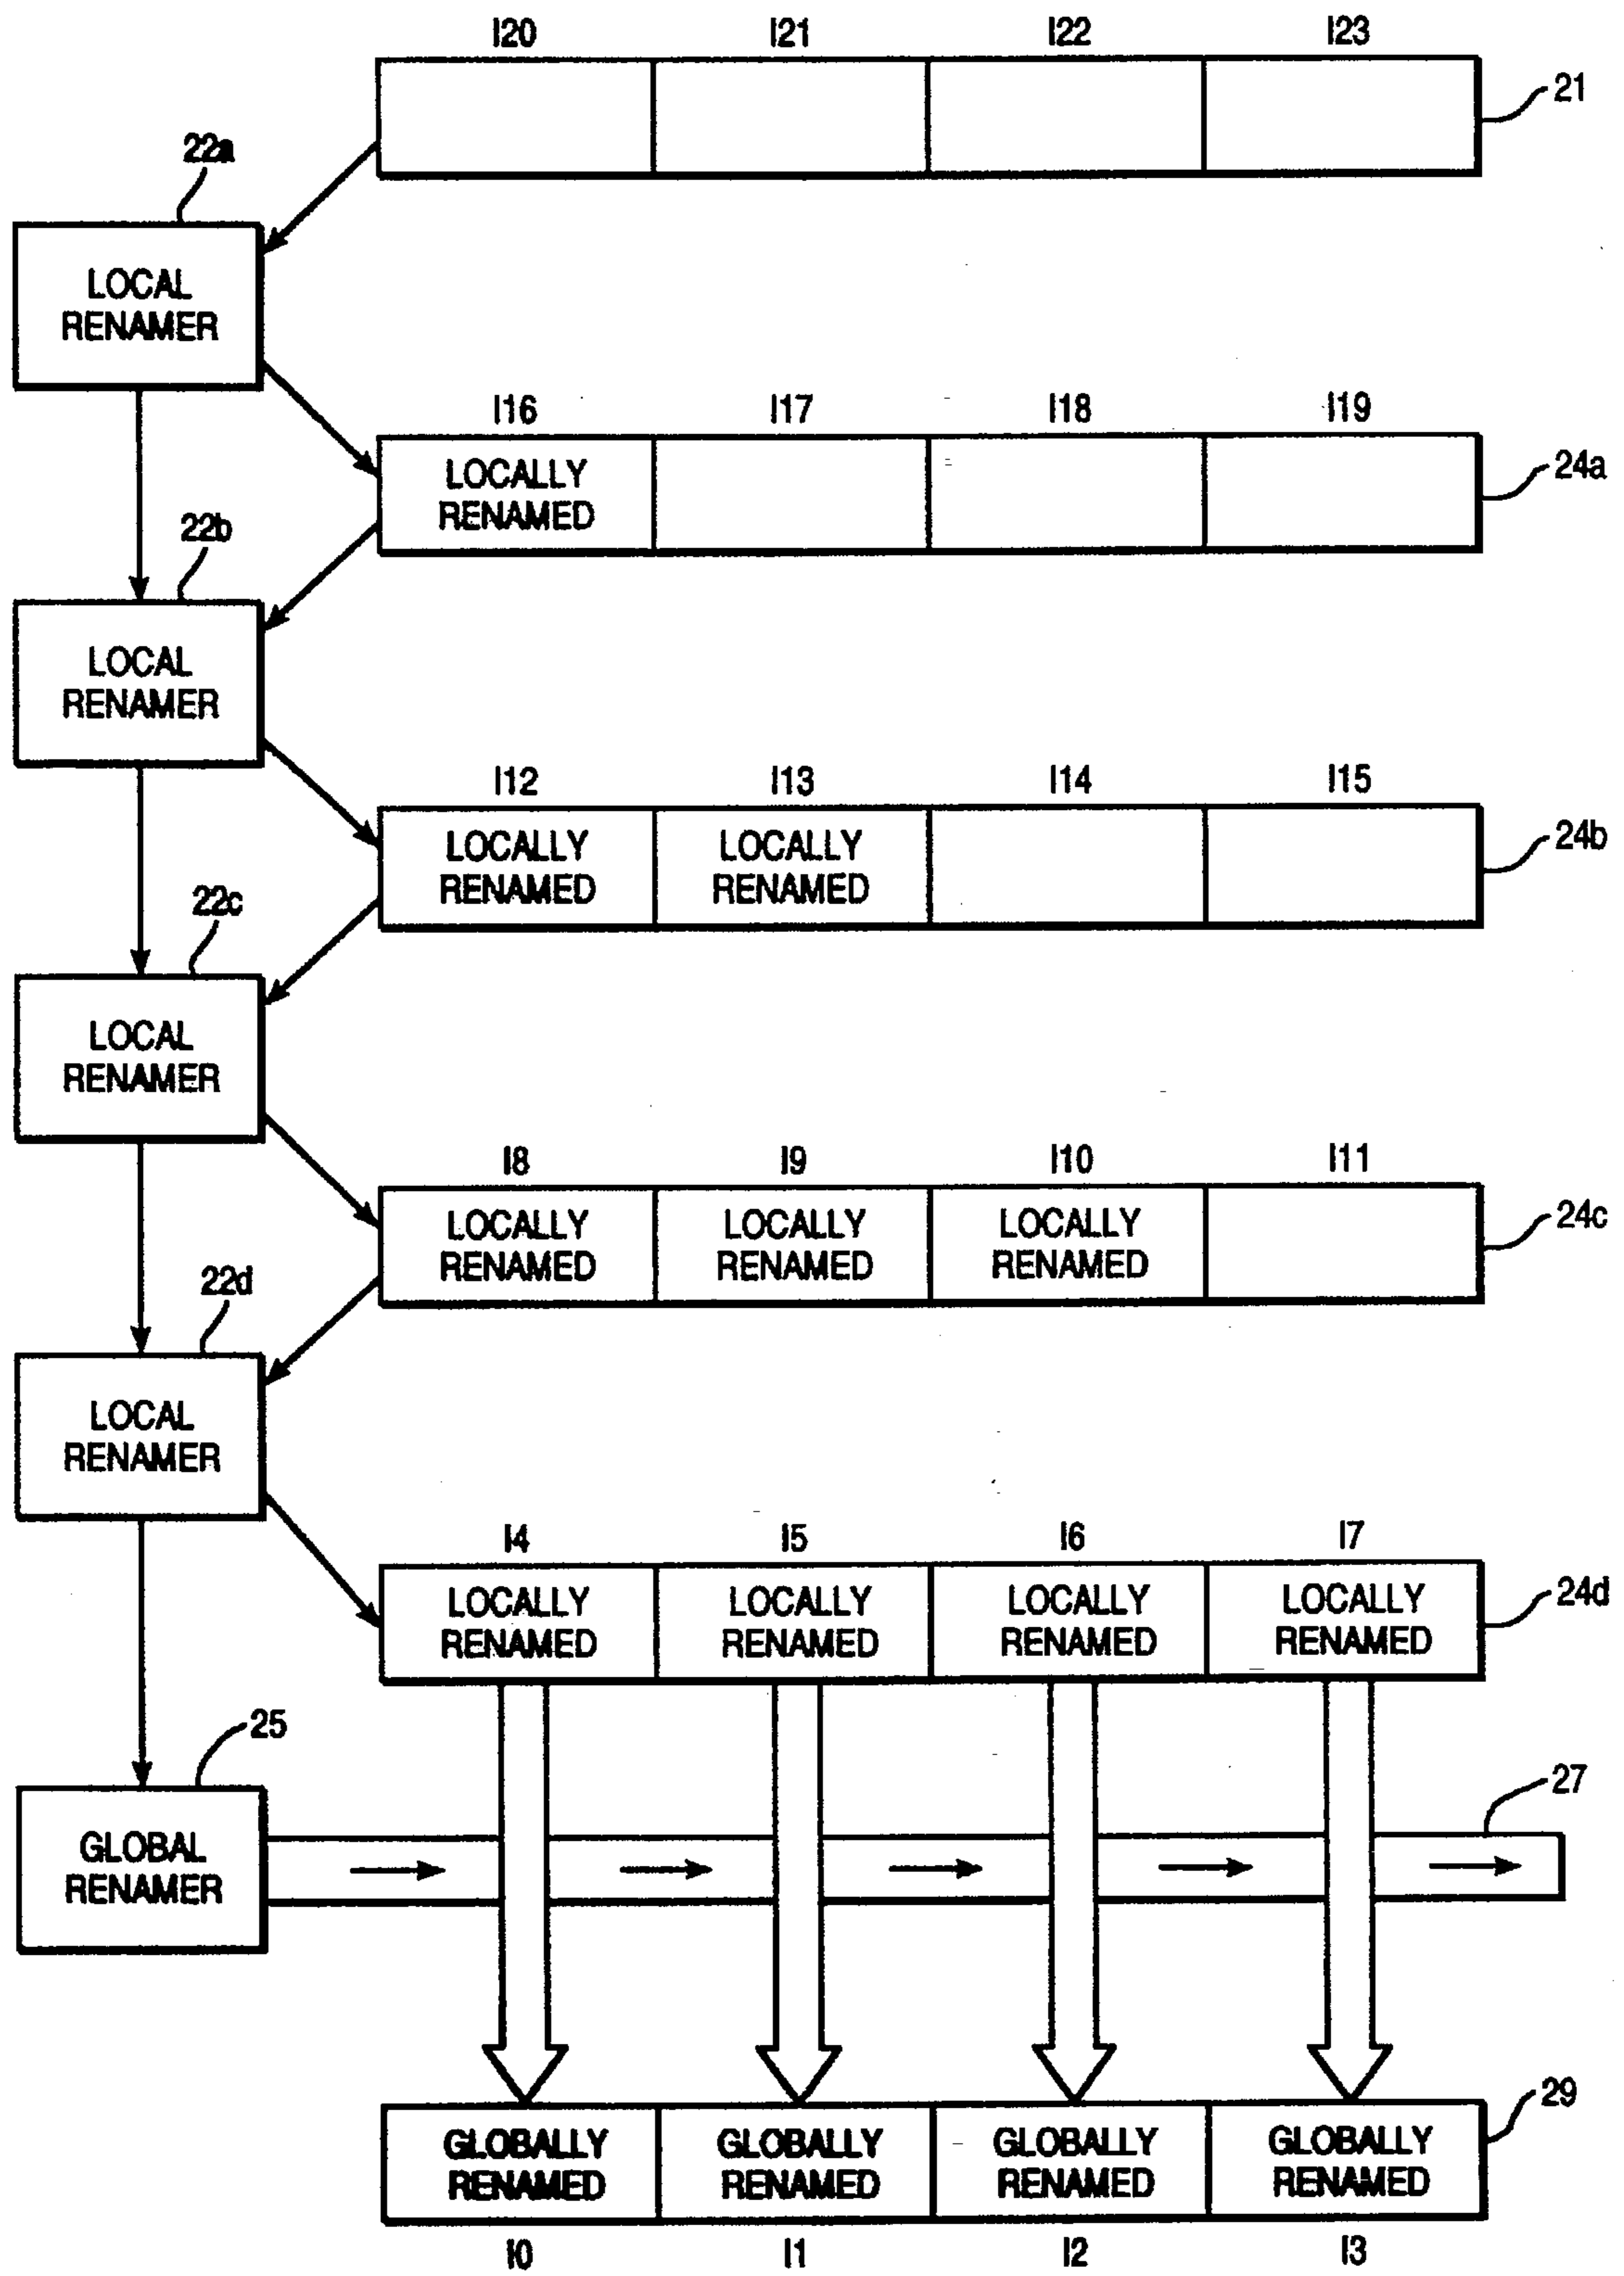 I20 I21 I22 I23
21
22a
LOCAL
RENAMER
I16 I17 I18 I19
LOCALLY
RENAMED
24a
22b
LOCAL
RENAMER
I12 I13 I14 I15
LOCALLY LOCALLY
RENAMED RENAMED
24b
22c
LOCAL
RENAMER
I8 I9 I10 I11
LOCALLY LOCALLY LOCALLY
RENAMED RENAMED RENAMED
24c
22d
LOCAL
RENAMER
I4 I5 I6 I7
LOCALLY LOCALLY LOCALLY LOCALLY
RENAMED RENAMED RENAMED RENAMED
24d
25
GLOBAL
RENAMER
27
GLOBALLY GLOBALLY GLOBALLY GLOBALLY
RENAMED RENAMED RENAMED RENAMED
29
I0 I1 I2 I3